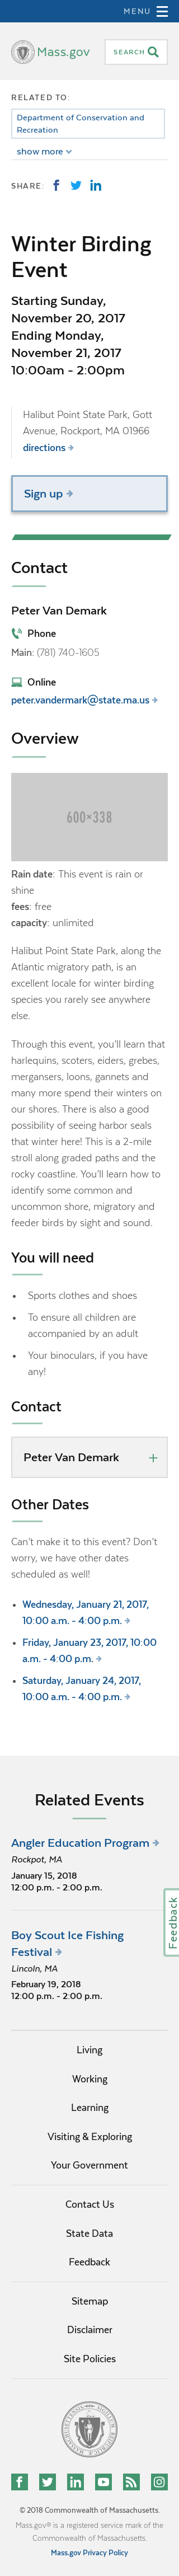 MENU
Mass.gov
SEARCH
RELATED TO:
Department of Conservation and
Recreation
show more
SHARE:
Winter Birding
Event
Starting Sunday,
November 20, 2017
Ending Monday,
November 21, 2017
10:00am - 2:00pm
Halibut Point State Park, Gott
Avenue, Rockport, MA 01966
directions
Sign up
Contact
Peter Van Demark
Phone
Main: (781) 740-1605
Online
peter.vandermark@state.ma.us
Overview
600×338
Rain date: This event is rain or
shine
fees: free
capacity: unlimited
Halibut Point State Park, along the
Atlantic migratory path, is an
excellent locale for winter birding
species you rarely see anywhere
else.
Through this event, you'll learn that
harlequins, scoters, eiders, grebes,
mergansers, loons, gannets and
many more spend their winters on
our shores. There is also a good
possibility of seeing harbor seals
that winter here! This is a 2-mile
stroll along graded paths and the
rocky coastline. You'll learn how to
identify some common and
uncommon shore, migratory and
feeder birds by sight and sound.
You will need
• Sports clothes and shoes
• To ensure all children are
accompanied by an adult
• Your binoculars, if you have
any!
Contact
Peter Van Demark +
Other Dates
Can't make it to this event? Don't
worry, we have other dates
scheduled as well!
• Wednesday, January 21, 2017,
10:00 a.m. - 4:00 p.m.
• Friday, January 23, 2017, 10:00
a.m. - 4:00 p.m.
• Saturday, January 24, 2017,
10:00 a.m. - 4:00 p.m.
Related Events
Angler Education Program
Rockpot, MA
January 15, 2018
12:00 p.m. - 2:00 p.m.
Feedback
Boy Scout Ice Fishing
Festival
Lincoln, MA
February 19, 2018
12:00 p.m. - 2:00 p.m.
Living
Working
Learning
Visiting & Exploring
Your Government
Contact Us
State Data
Feedback
Sitemap
Disclaimer
Site Policies
© 2018 Commonwealth of Massachusetts.
Mass.gov® is a registered service mark of the
Commonwealth of Massachusetts.
Mass.gov Privacy Policy